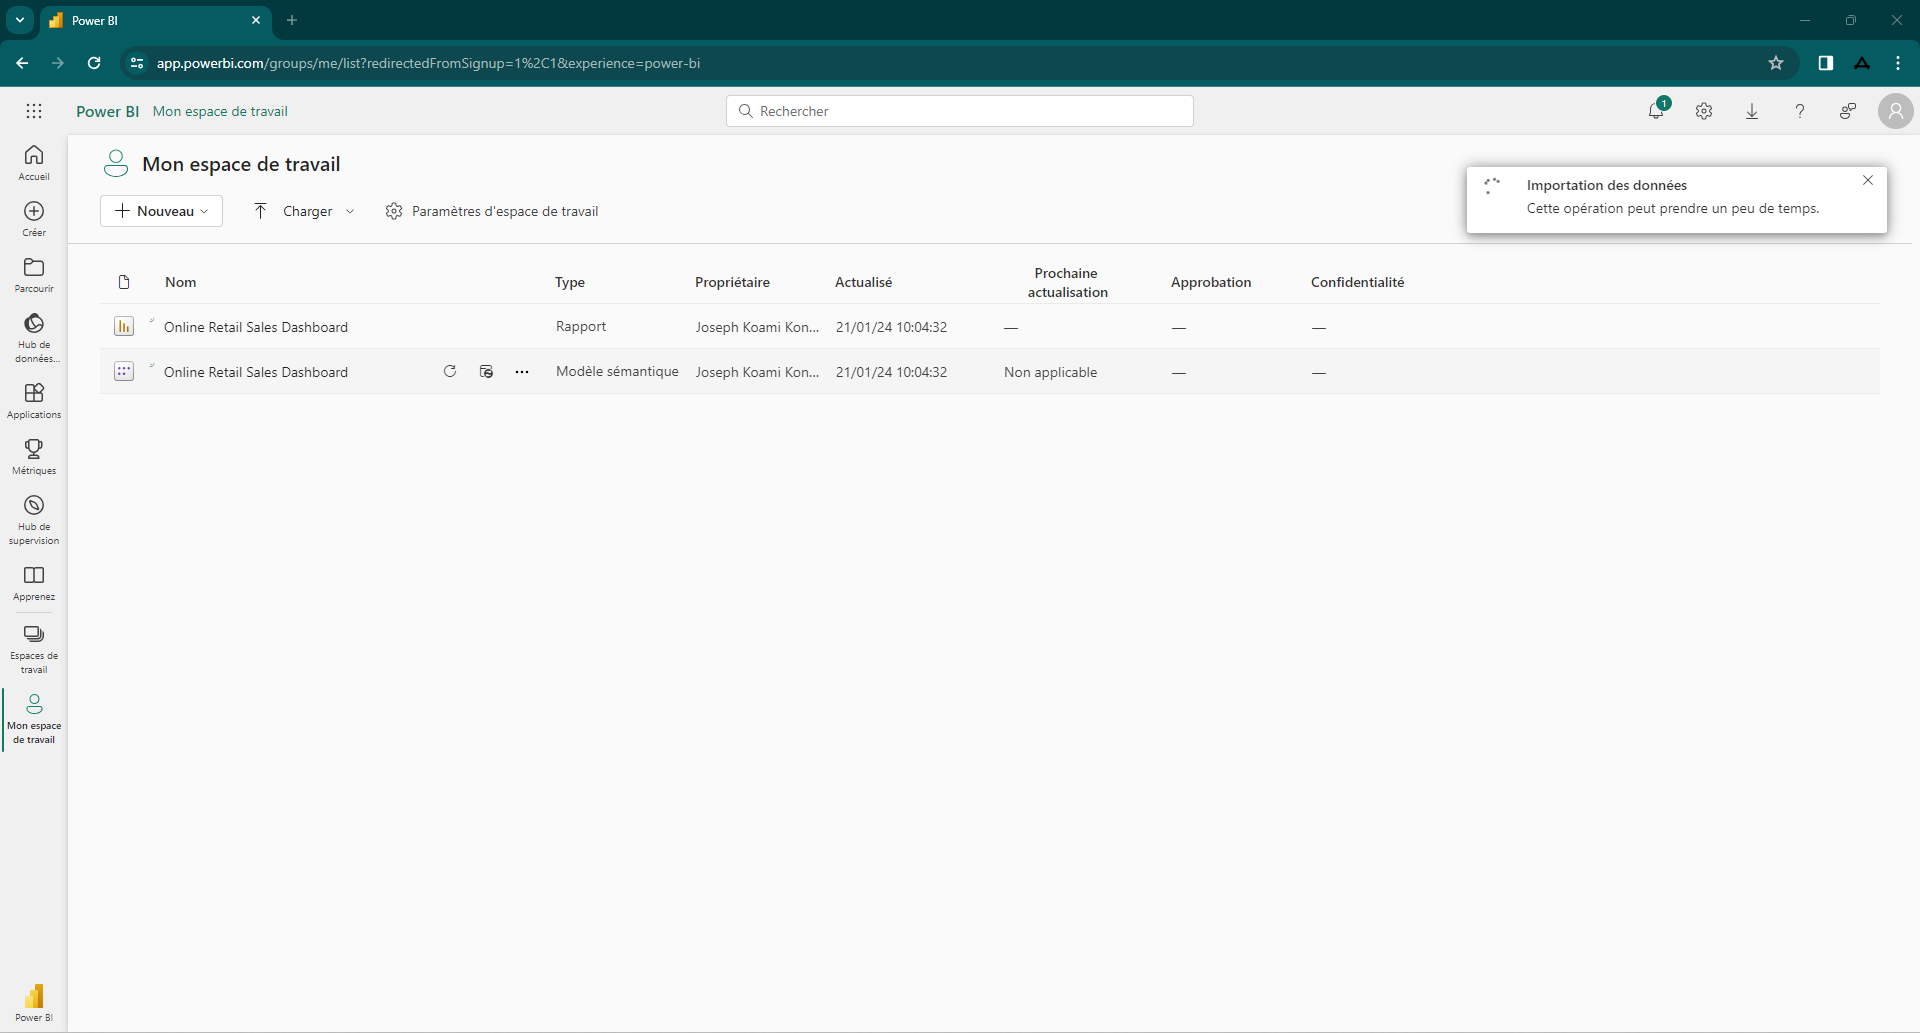 Power BI
app.powerbi.com/groups/me/list?redirectedFromSignup=1%2C1&experience=power-bi
Power BI Mon espace de travail
Rechercher
1
Mon espace de travail
Nouveau
Charger
Paramètres d'espace de travail
Importation des données
Cette opération peut prendre un peu de temps.
Accueil
Créer
Parcourir
Hub de
données...
Applications
Métriques
Hub de
supervision
Apprenez
Espaces de
travail
Mon espace
de travail
Power BI
Nom Type Propriétaire Actualisé Prochaine actualisation Approbation Confidentialité
Online Retail Sales Dashboard Rapport Joseph Koami Kon... 21/01/24 10:04:32 — — —
Online Retail Sales Dashboard Modèle sémantique Joseph Koami Kon... 21/01/24 10:04:32 Non applicable — —